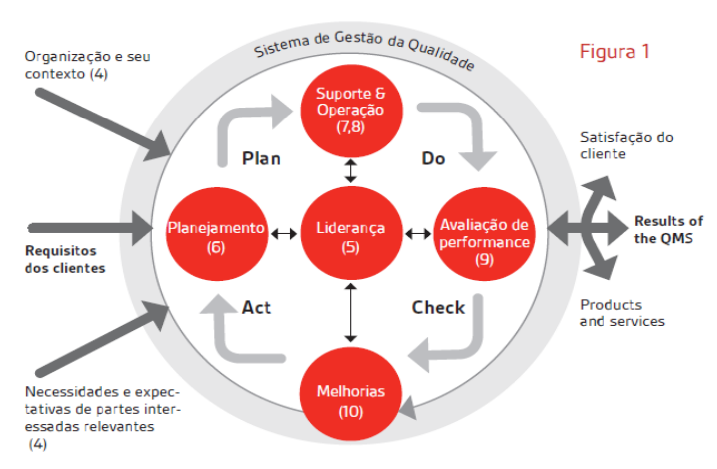 Sistema de Gestão da Qualidade
Figura 1
Organização e seu
contexto (4)
Suporte &
Operação
(7,8)
Satisfação do
cliente
Plan
Do
Requisitos
dos clientes
Planejamento
(6)
Liderança
(5)
Avaliação de
performance
(9)
Results of
the QMS
Act
Check
Products
and services
Necessidades e expec-
tativas de partes inter-
essadas relevantes
(4)
Melhorias
(10)